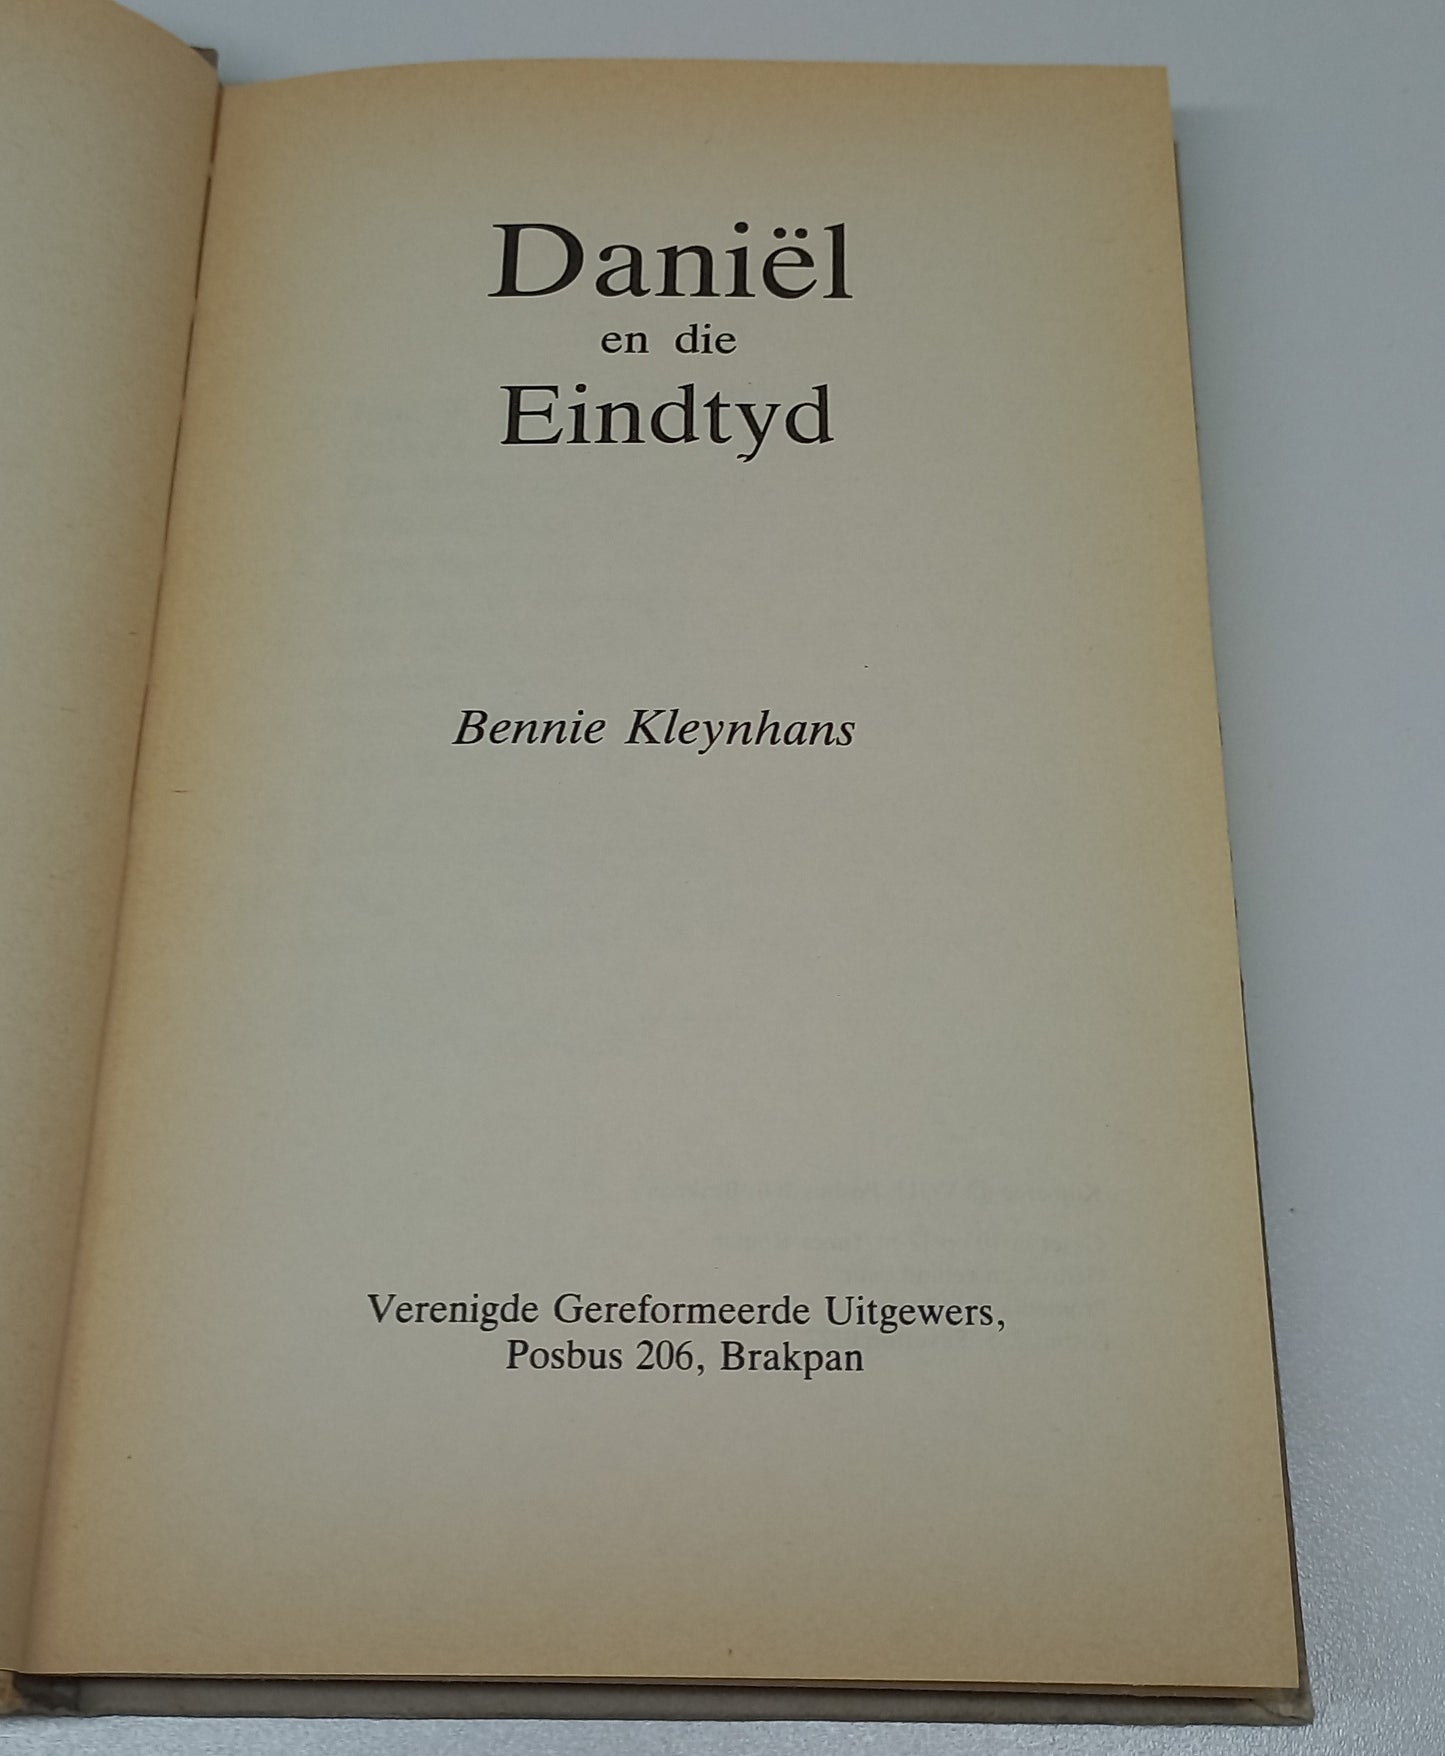 Daniël
en die
Eindtyd
Bennie Kleynhans
Verenigde Gereformeerde Uitgewers,
Posbus 206, Brakpan